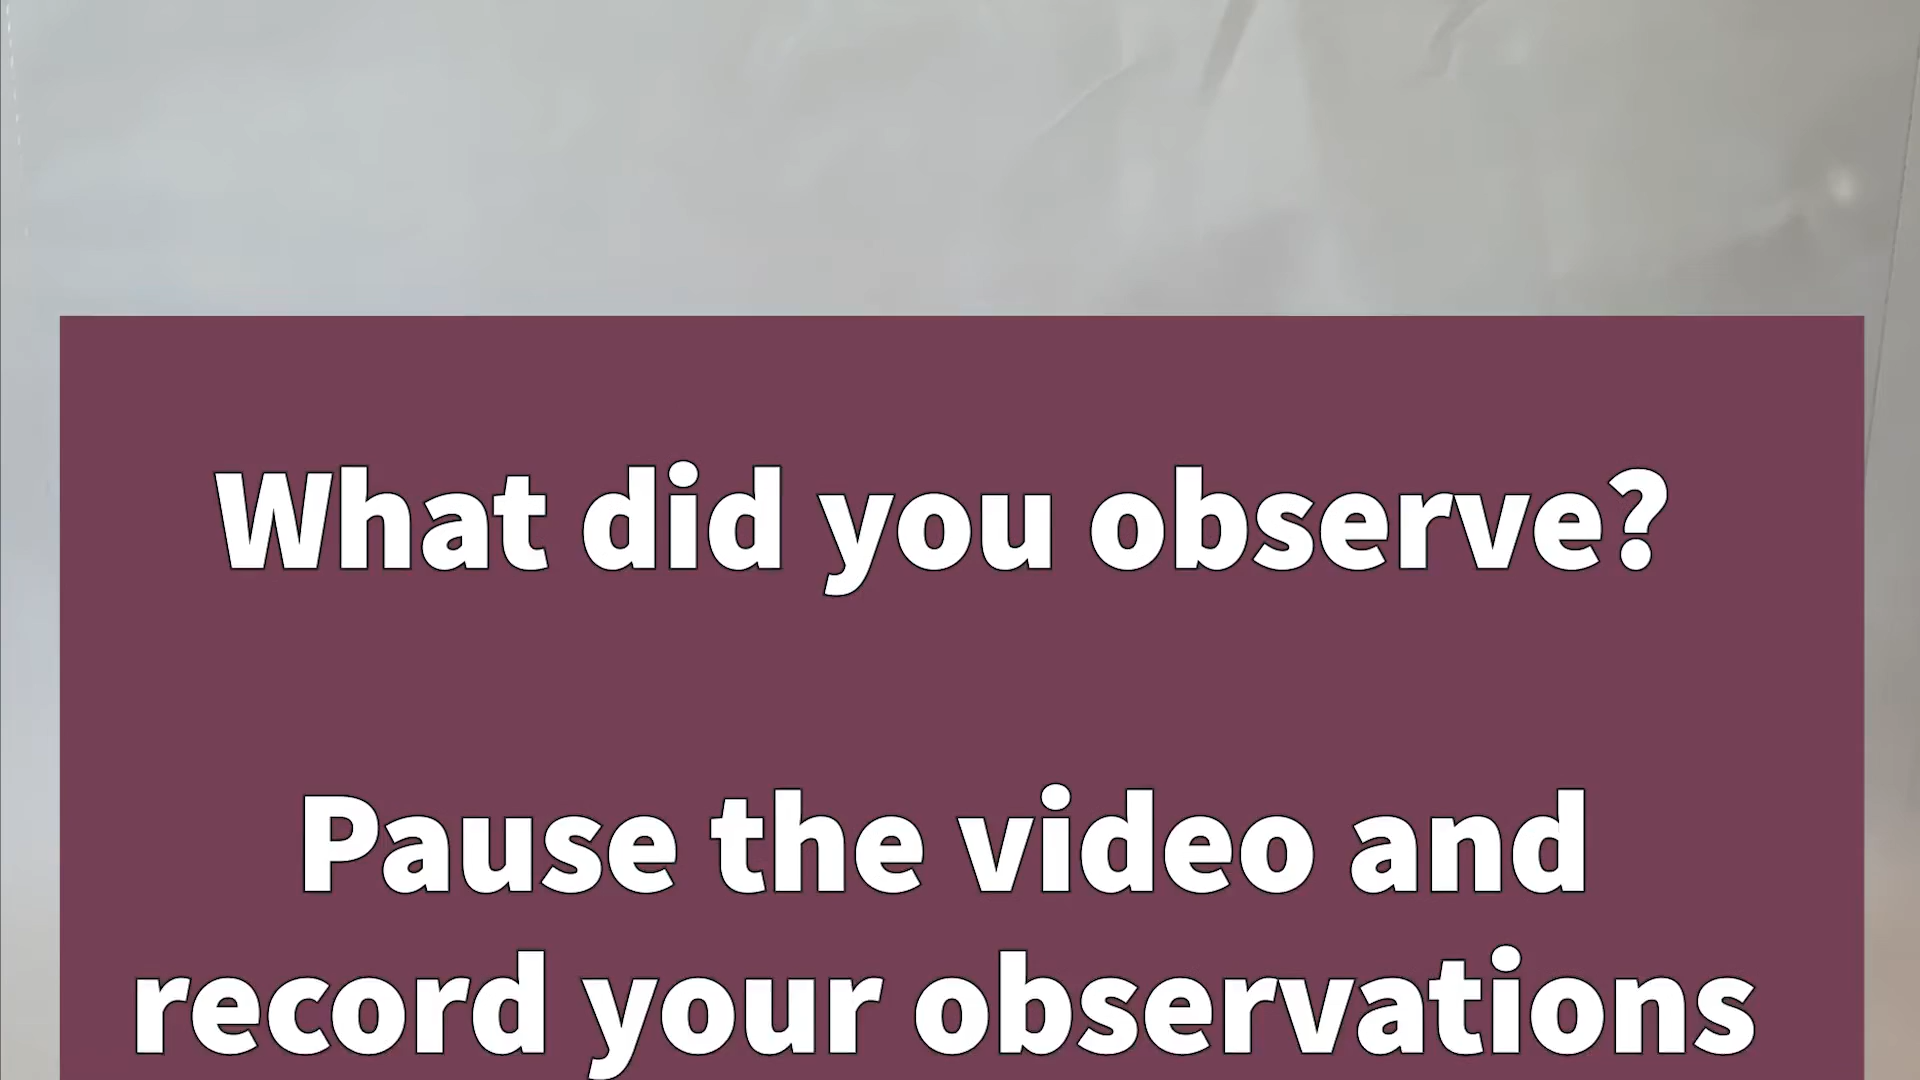 What did you observe?
Pause the video and
record your observations